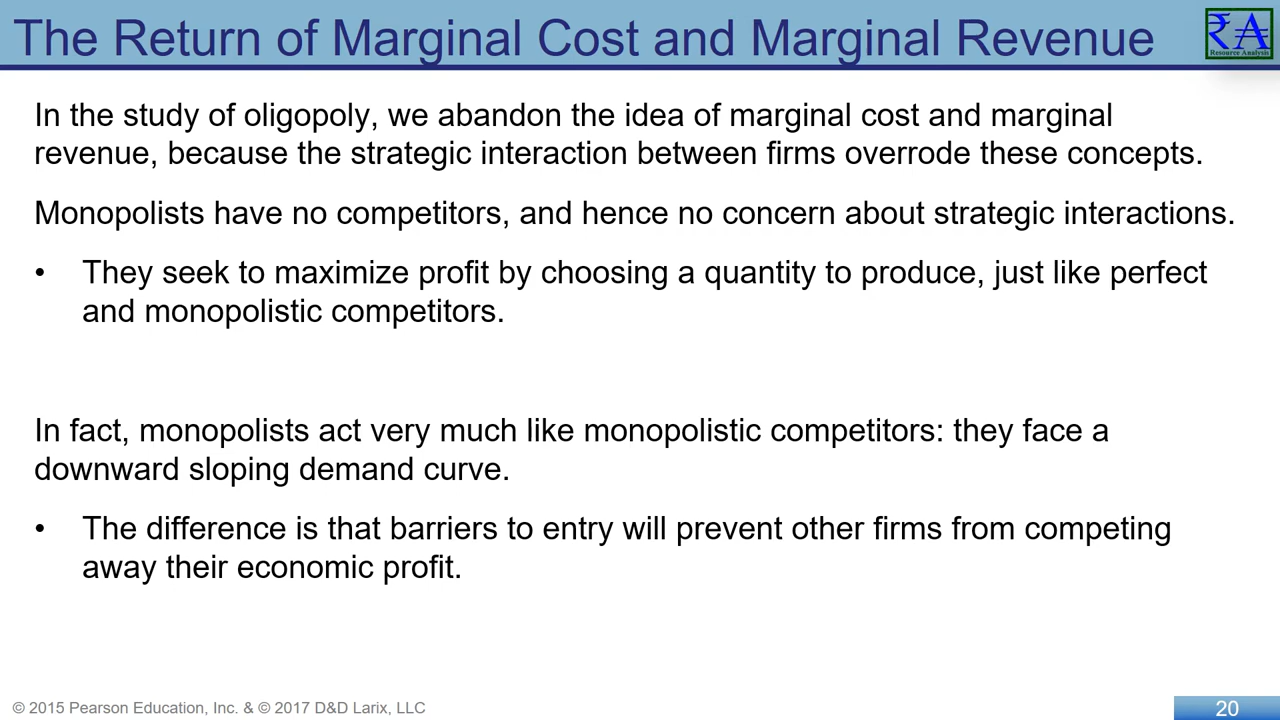 The Return of Marginal Cost and Marginal Revenue
₹A
Resource Analysis
In the study of oligopoly, we abandon the idea of marginal cost and marginal
revenue, because the strategic interaction between firms overrode these concepts.
Monopolists have no competitors, and hence no concern about strategic interactions.
• They seek to maximize profit by choosing a quantity to produce, just like perfect
and monopolistic competitors.
In fact, monopolists act very much like monopolistic competitors: they face a
downward sloping demand curve.
• The difference is that barriers to entry will prevent other firms from competing
away their economic profit.
© 2015 Pearson Education, Inc. & © 2017 D&D Larix, LLC
20